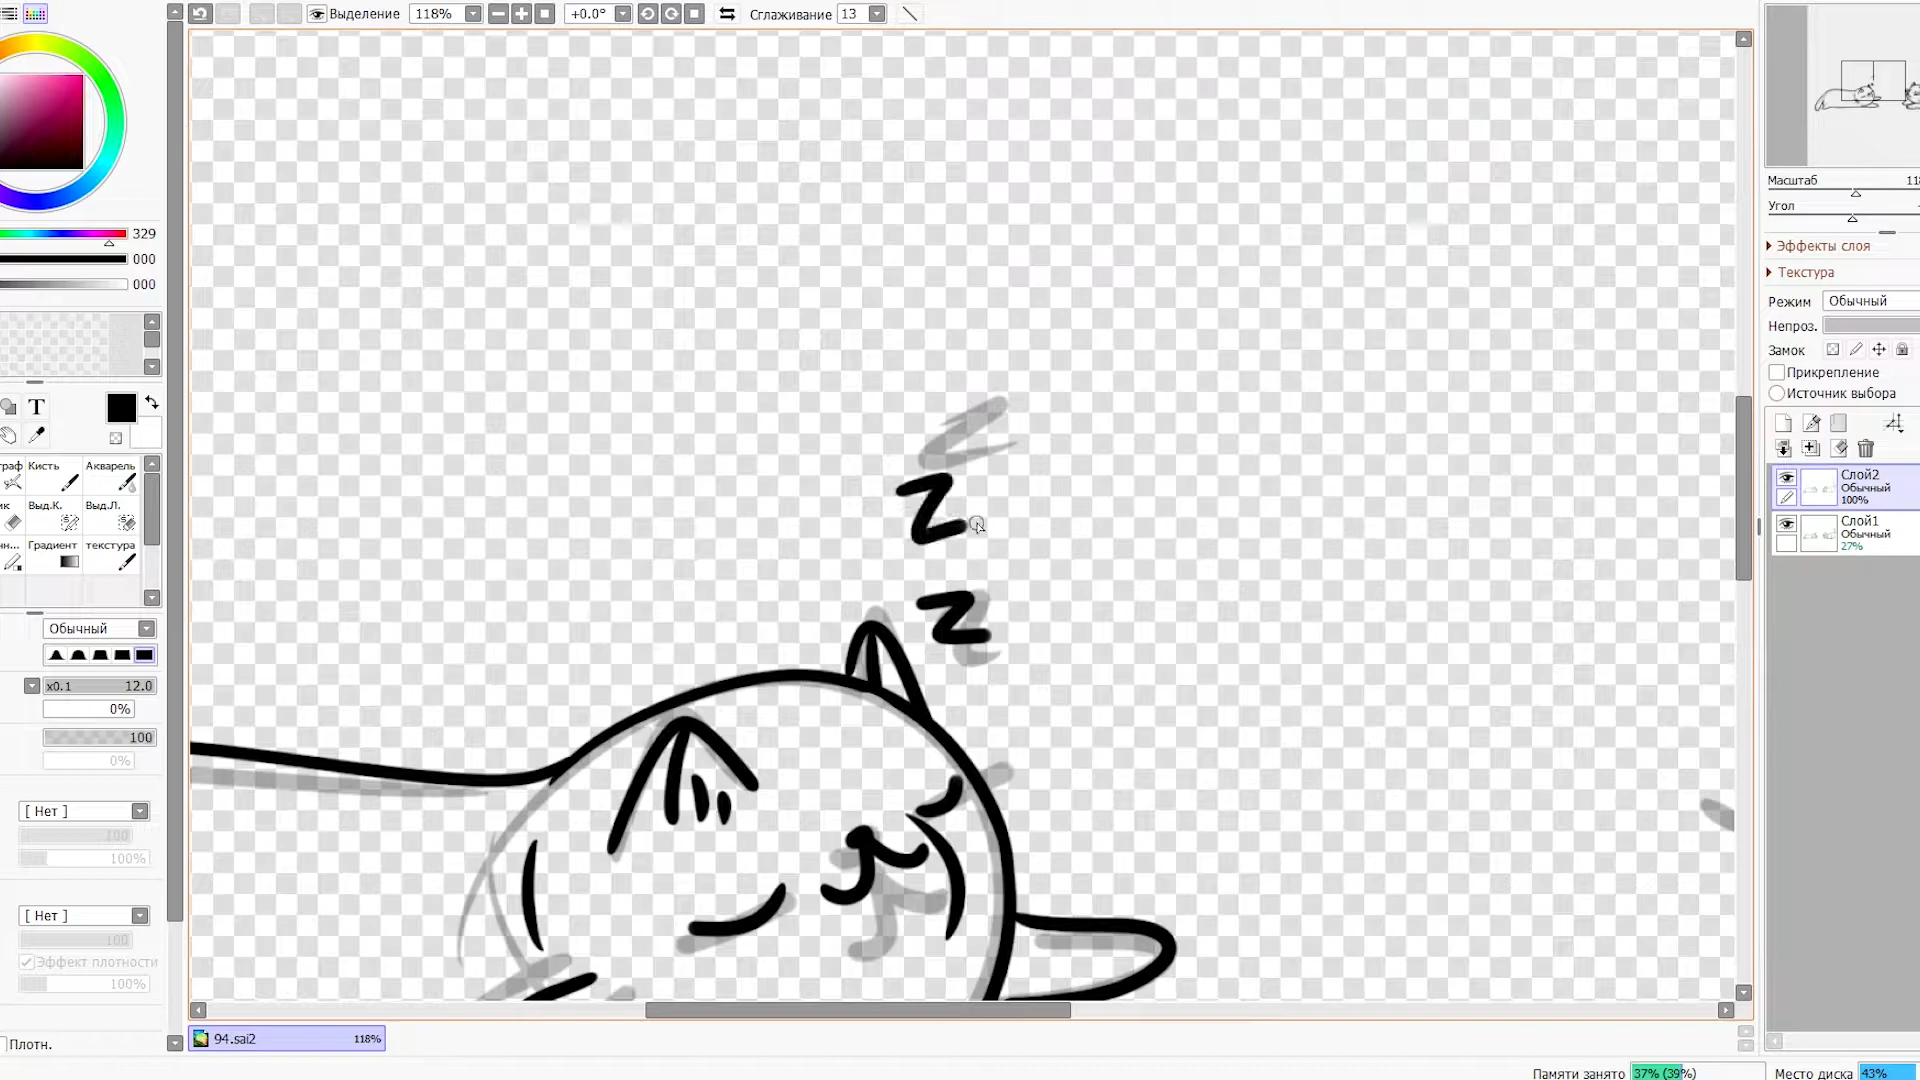 Выделение 118% +0.0° Сглаживание 13
329
000
000
Масштаб
Угол
Эффекты слоя
Текстура
Режим Обычный
Непроз.
Замок
Прикрепление
Источник выбора
T
Кисть Акварель
Выд.К. Выд.Л.
Градиент текстура
Слой2
Обычный
100%
Слой1
Обычный
27%
z
z
z
Обычный
x0.1 12.0
0%
100
0%
[ Нет ]
100
100%
[ Нет ]
100
Эффект плотности
100%
Плотн.
94.sai2 118%
Памяти занято 37% (39%) Место диска 43%